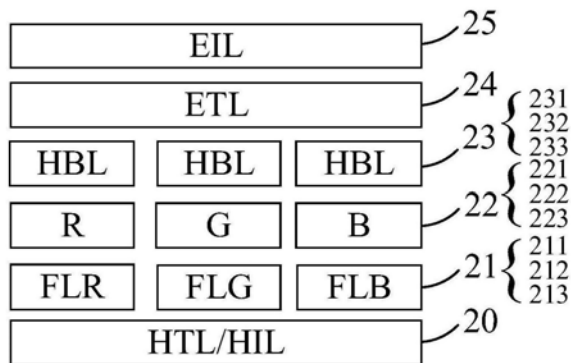 EIL 25
ETL 24
HBL HBL HBL 23 { 231 232 233
R G B 22 { 221 222 223
FLR FLG FLB 21 { 211 212 213
HTL/HIL 20